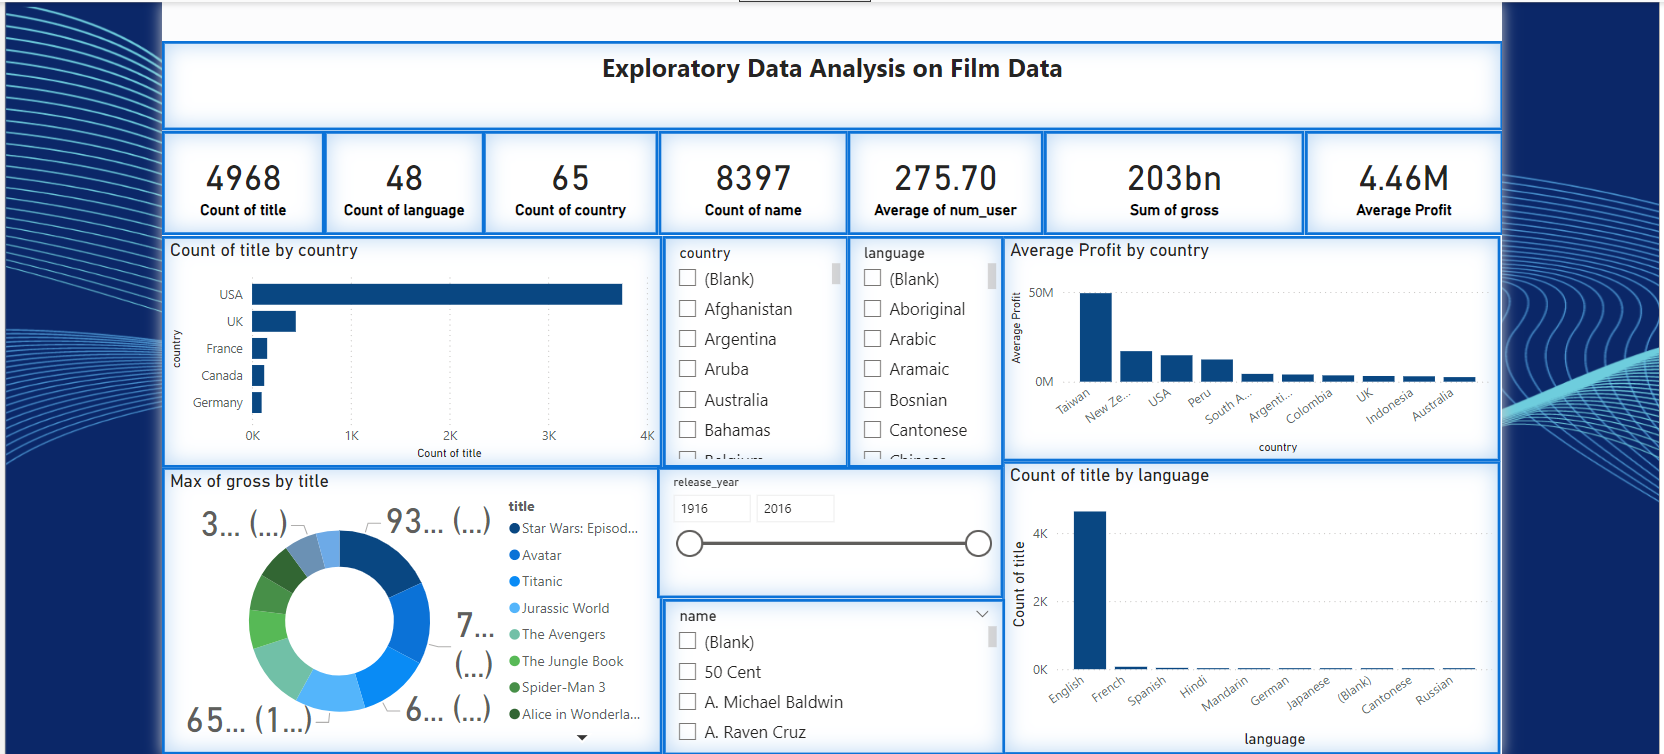 Exploratory Data Analysis on Film Data
4968
Count of title
48
Count of language
65
Count of country
8397
Count of name
275.70
Average of num_user
203bn
Sum of gross
4.46M
Average Profit
Count of title by country
country
USA
UK
France
Canada
Germany
0K 1K 2K 3K 4K
Count of title
country
(Blank)
Afghanistan
Argentina
Aruba
Australia
Bahamas
Belgium
language
(Blank)
Aboriginal
Arabic
Aramaic
Bosnian
Cantonese
Chinese
Average Profit by country
Average Profit
50M
0M
Taiwan New Ze... USA Peru South A... Argenti... Colombia UK Indonesia Australia
country
Max of gross by title
3... (...)
93... (...)
7...
(...)
6... (...)
65... (1...)
title
Star Wars: Episod...
Avatar
Titanic
Jurassic World
The Avengers
The Jungle Book
Spider-Man 3
Alice in Wonderla...
release_year
1916 2016
name
(Blank)
50 Cent
A. Michael Baldwin
A. Raven Cruz
Count of title by language
Count of title
4K
2K
0K
English French Spanish Hindi Mandarin German Japanese (Blank) Cantonese Russian
language